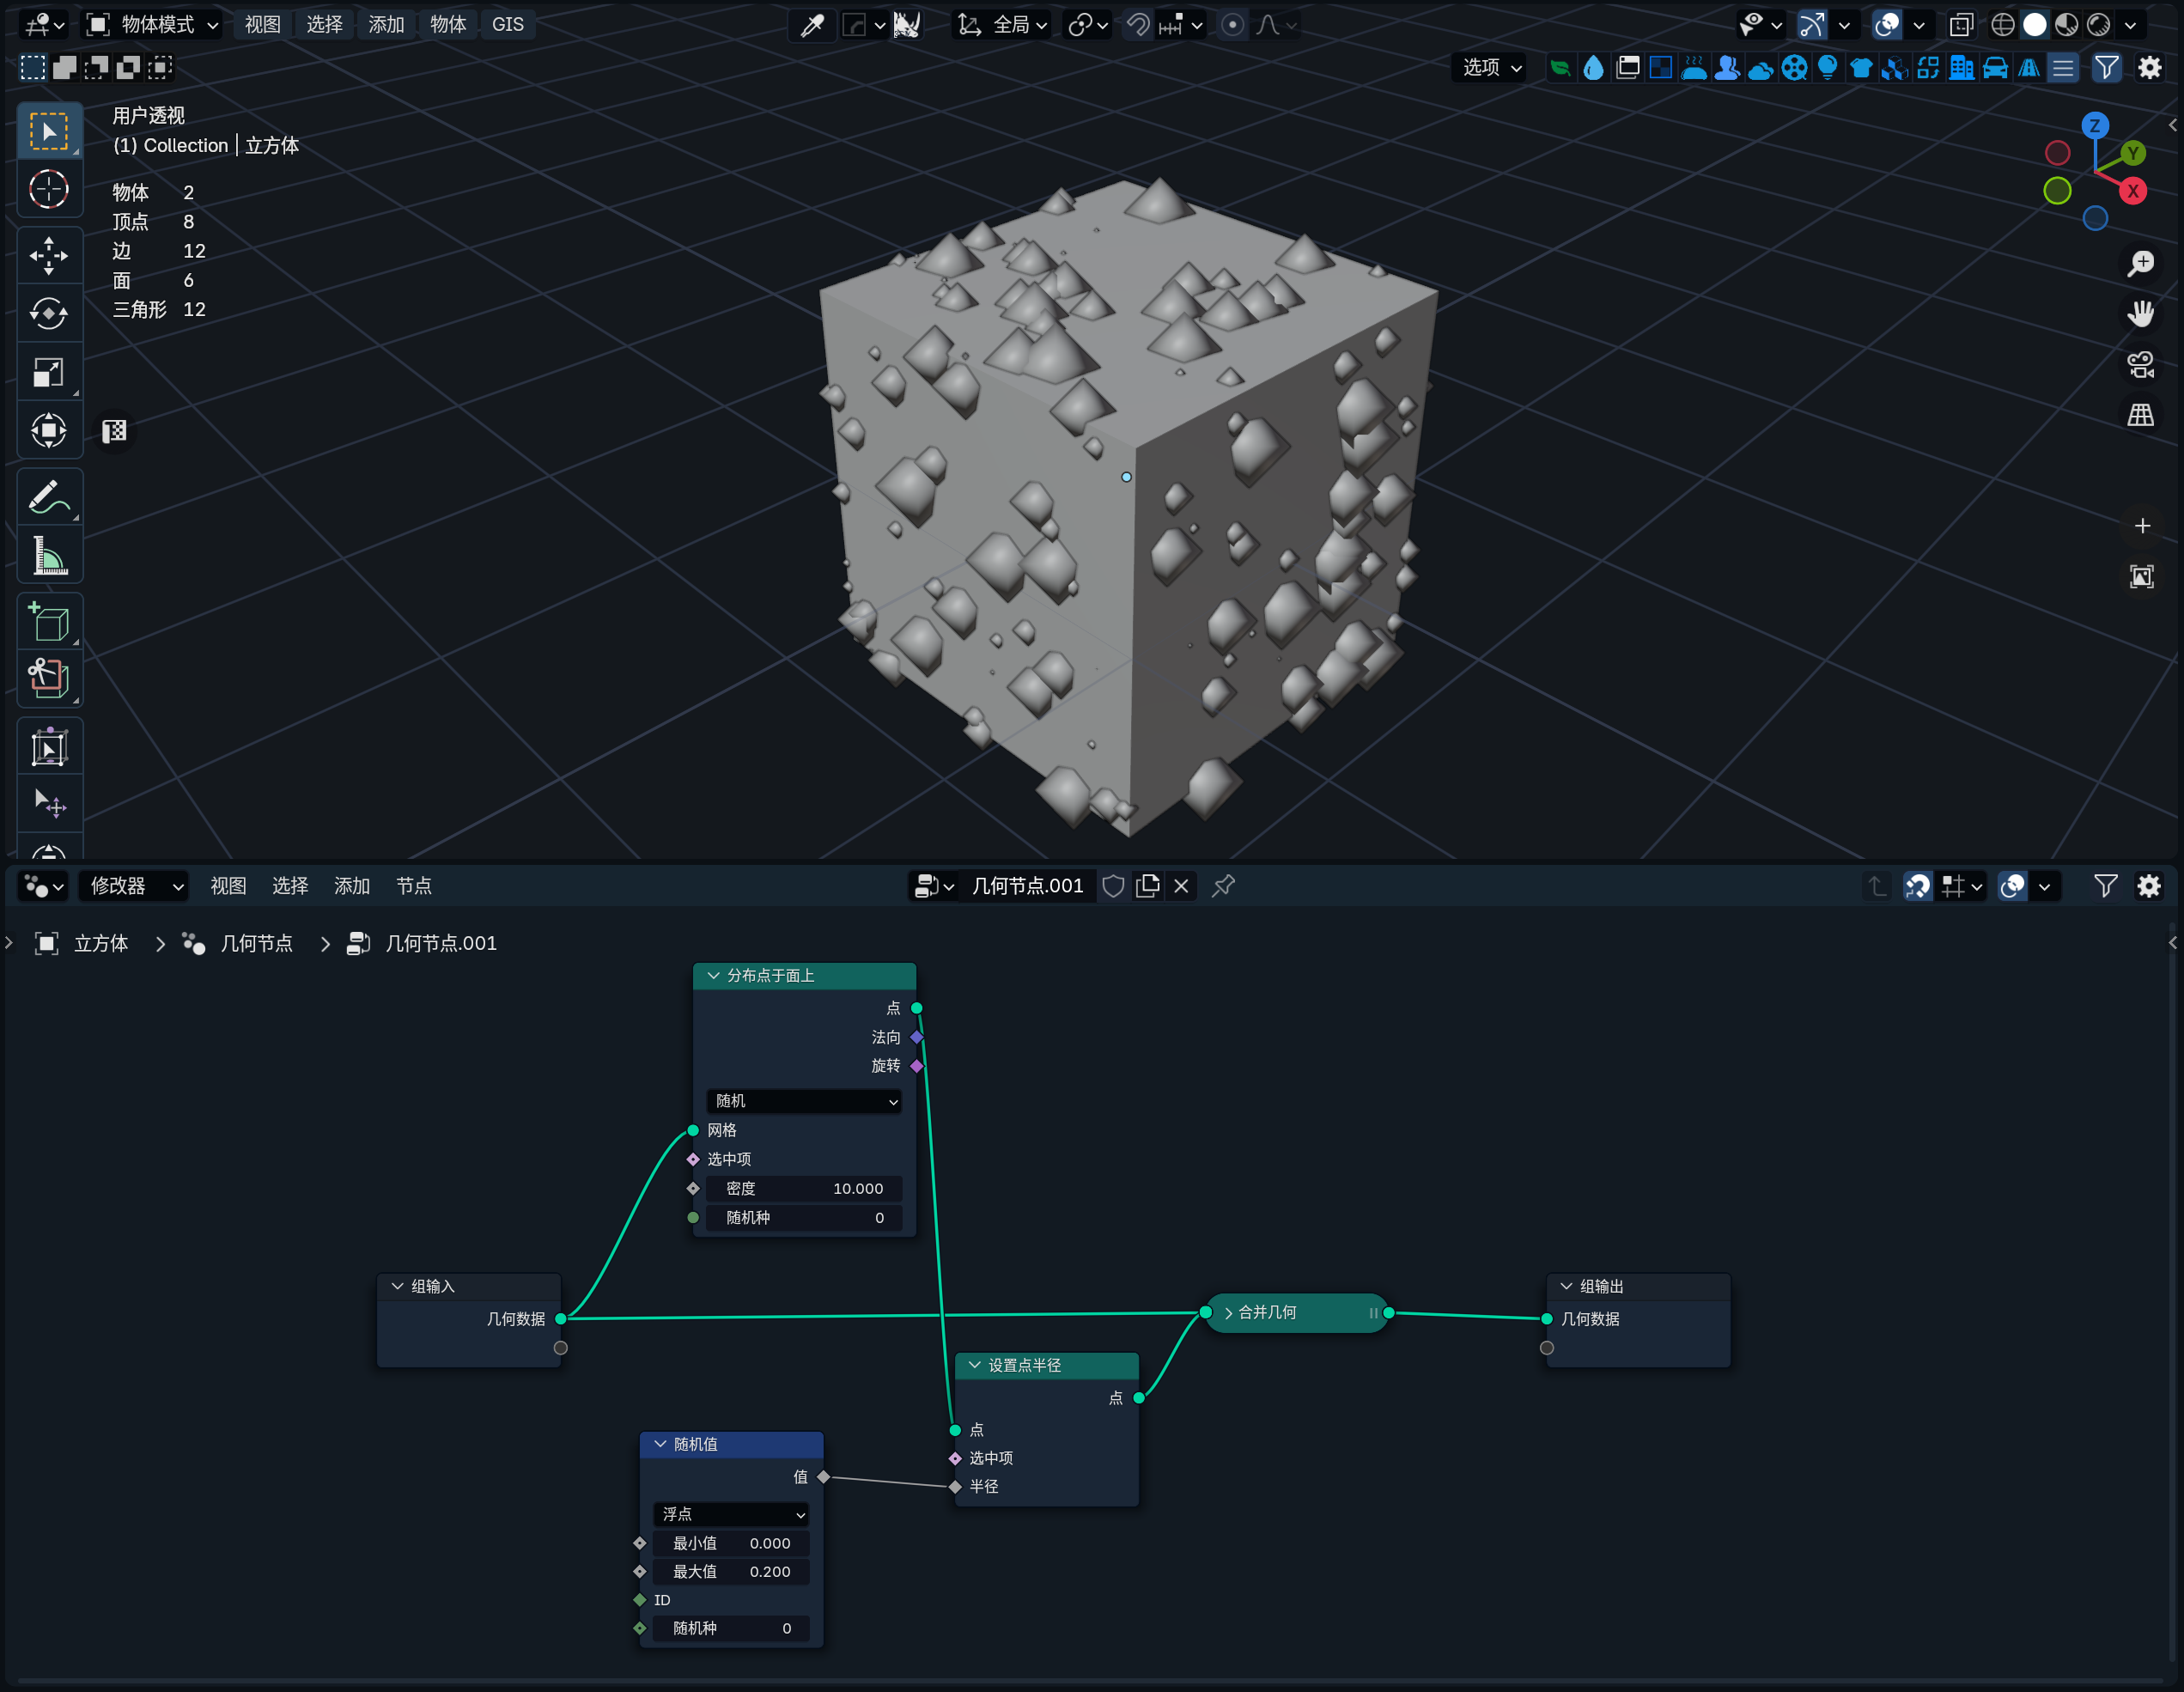 物体模式 视图 选择 添加 物体 GIS 全局
选项
用户透视
(1) Collection | 立方体
物体 2
顶点 8
边 12
面 6
三角形 12
Z
Y
X
修改器 视图 选择 添加 节点 几何节点.001
立方体 > 几何节点 > 几何节点.001
分布点于面上
点
法向
旋转
随机
网格
选中项
密度 10.000
随机种 0
组输入
几何数据
合并几何
组输出
几何数据
设置点半径
点
点
选中项
半径
随机值
值
浮点
最小值 0.000
最大值 0.200
ID
随机种 0